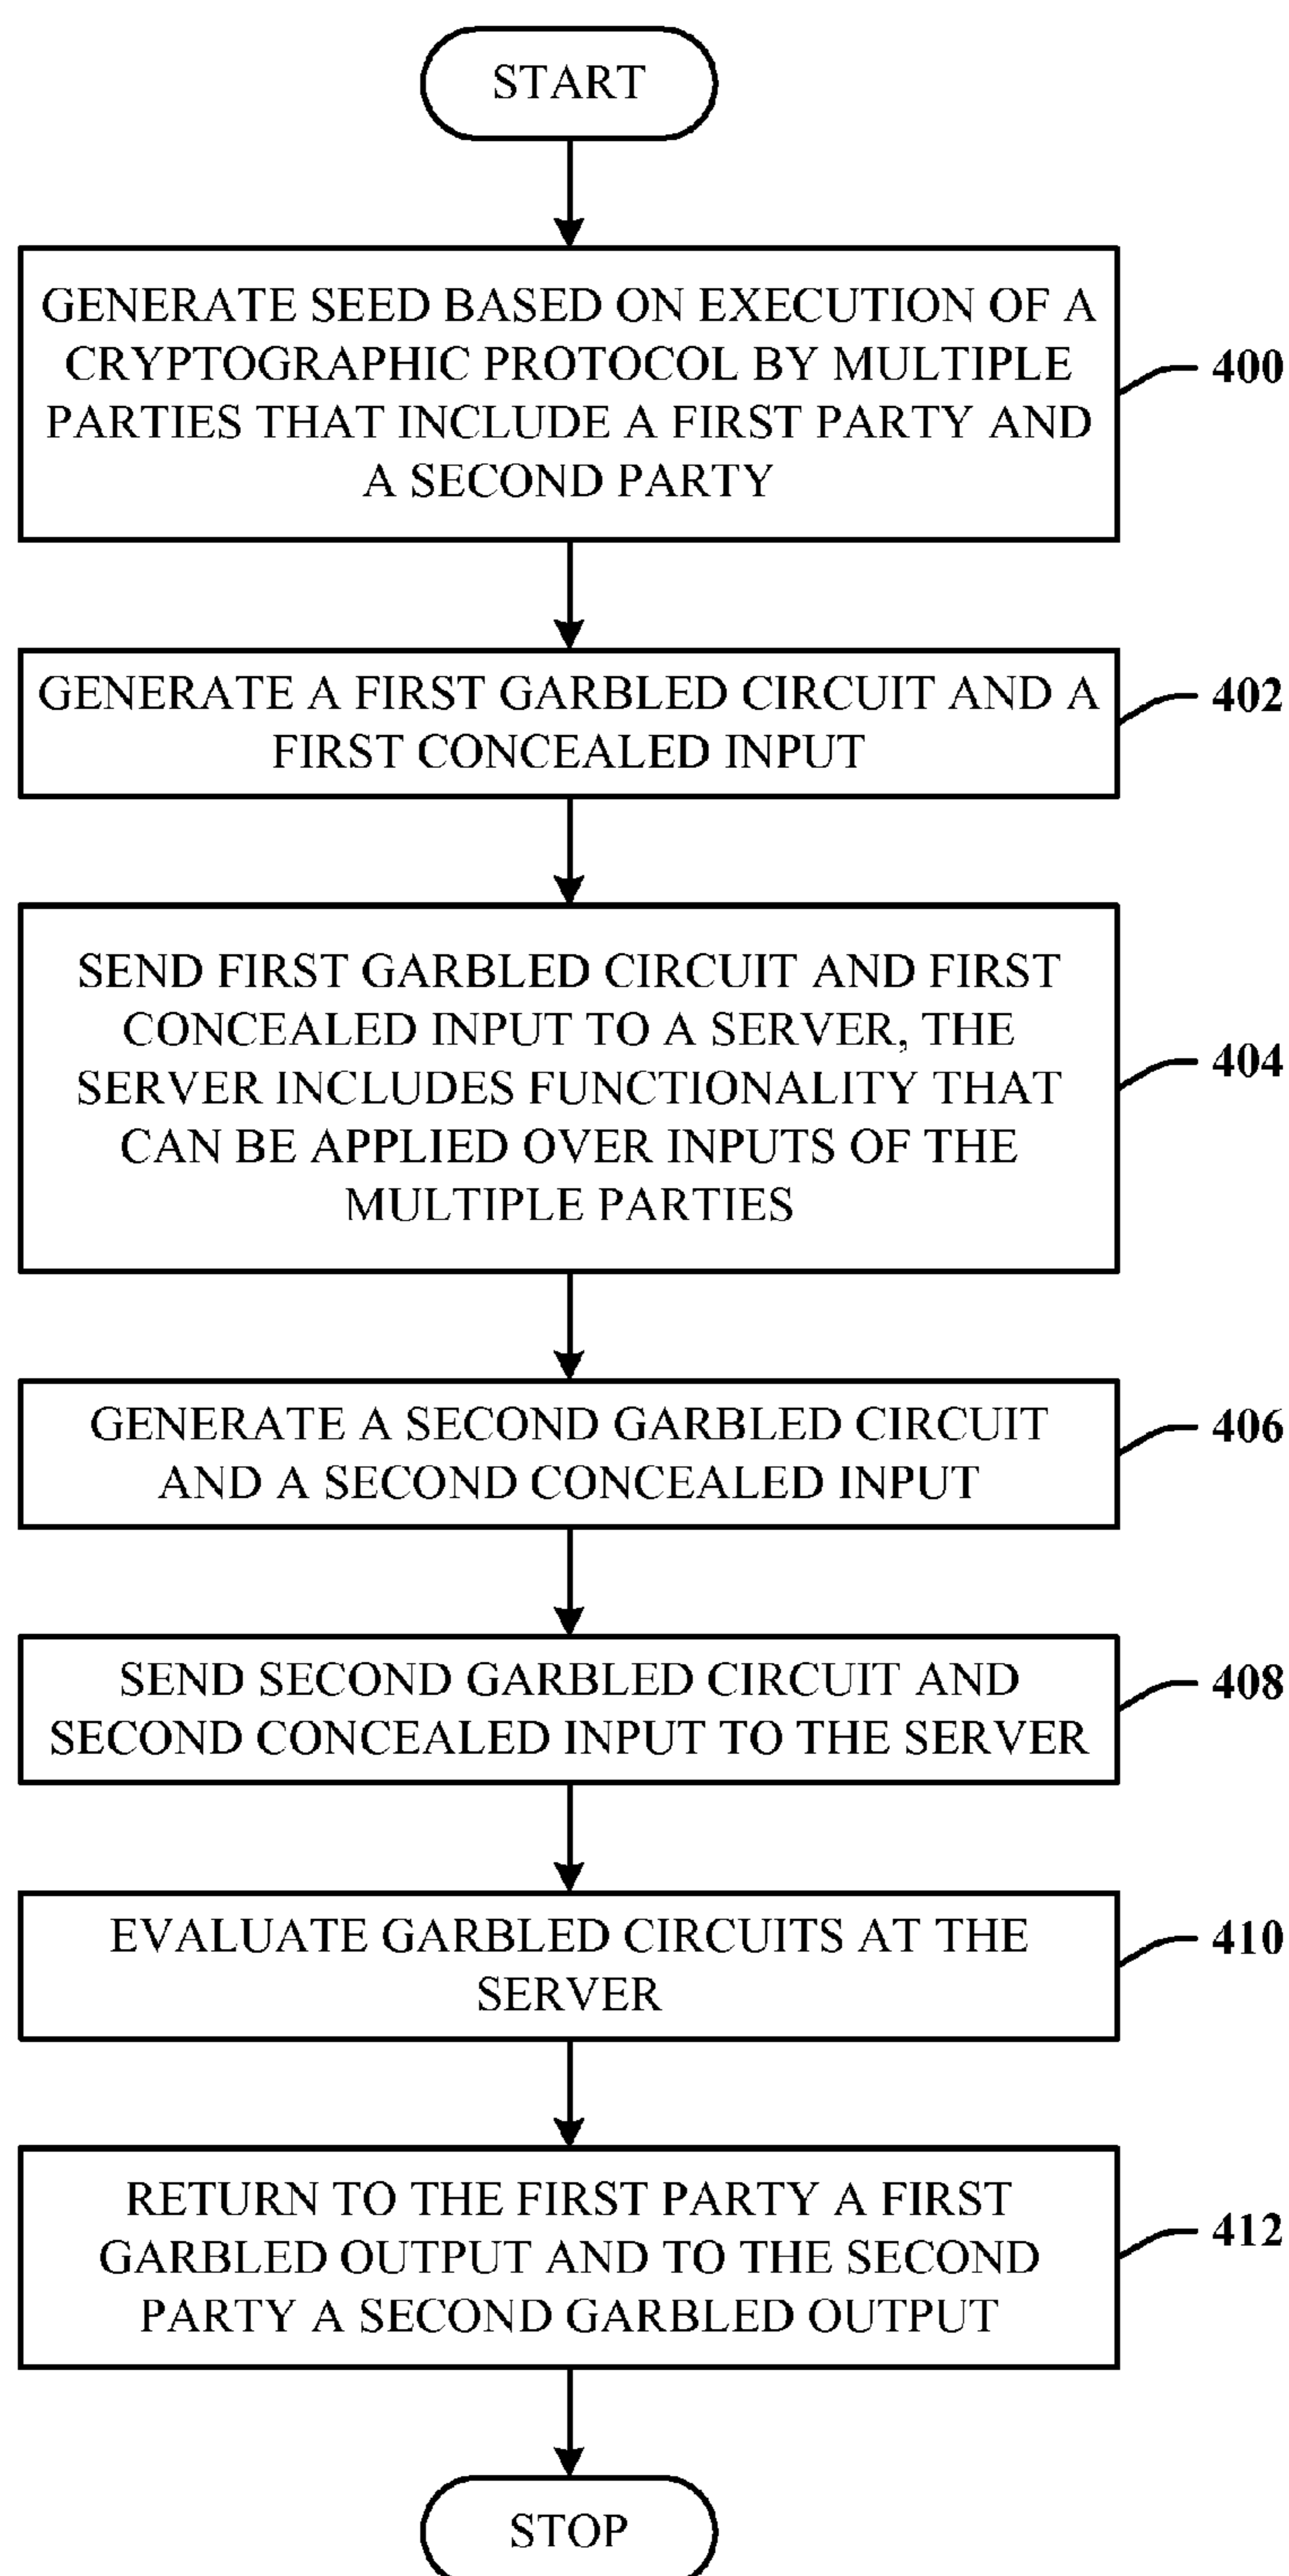 START
GENERATE SEED BASED ON EXECUTION OF A
CRYPTOGRAPHIC PROTOCOL BY MULTIPLE
PARTIES THAT INCLUDE A FIRST PARTY AND
A SECOND PARTY
400
GENERATE A FIRST GARBLED CIRCUIT AND A
FIRST CONCEALED INPUT
402
SEND FIRST GARBLED CIRCUIT AND FIRST
CONCEALED INPUT TO A SERVER, THE
SERVER INCLUDES FUNCTIONALITY THAT
CAN BE APPLIED OVER INPUTS OF THE
MULTIPLE PARTIES
404
GENERATE A SECOND GARBLED CIRCUIT
AND A SECOND CONCEALED INPUT
406
SEND SECOND GARBLED CIRCUIT AND
SECOND CONCEALED INPUT TO THE SERVER
408
EVALUATE GARBLED CIRCUITS AT THE
SERVER
410
RETURN TO THE FIRST PARTY A FIRST
GARBLED OUTPUT AND TO THE SECOND
PARTY A SECOND GARBLED OUTPUT
412
STOP